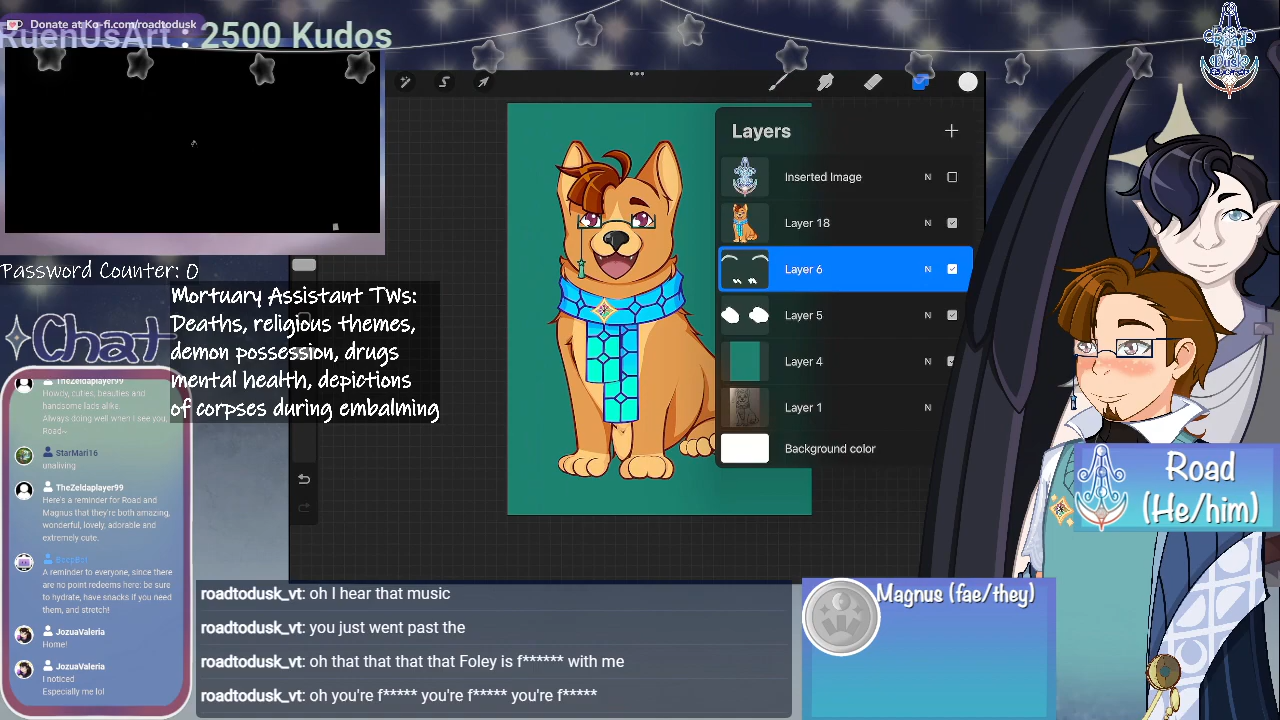 Donate at Ko-fi.com/roadtodusk
RuenUsArt : 2500 Kudos
Road
to
Dusk
Password Counter: 0
Mortuary Assistant TWs:
Deaths, religious themes,
demon possession, drugs
mental health, depictions
of corpses during embalming
Chat
TheZeldaplayer99
Howdy, cuties, beauties and
handsome lads alike.
Always doing well when I see you,
Road~
StarMari16
unaliving
TheZeldaplayer99
Here's a reminder for Road and
Magnus that they're both amazing,
wonderful, lovely, adorable and
extremely cute.
A reminder to everyone, since there
are no point redeems here: be sure
to hydrate, have snacks if you need
them, and stretch!
JozuaValeria
Home!
JozuaValeria
I noticed
Especially me lol
Layers
Inserted Image N
Layer 18 N
Layer 6 N
Layer 5 N
Layer 4 N
Layer 1 N
Background color
roadtodusk_vt: oh I hear that music
roadtodusk_vt: you just went past the
roadtodusk_vt: oh that that that that Foley is f****** with me
roadtodusk_vt: oh you're f***** you're f***** you're f*****
Road
(He/him)
Magnus (fae/they)